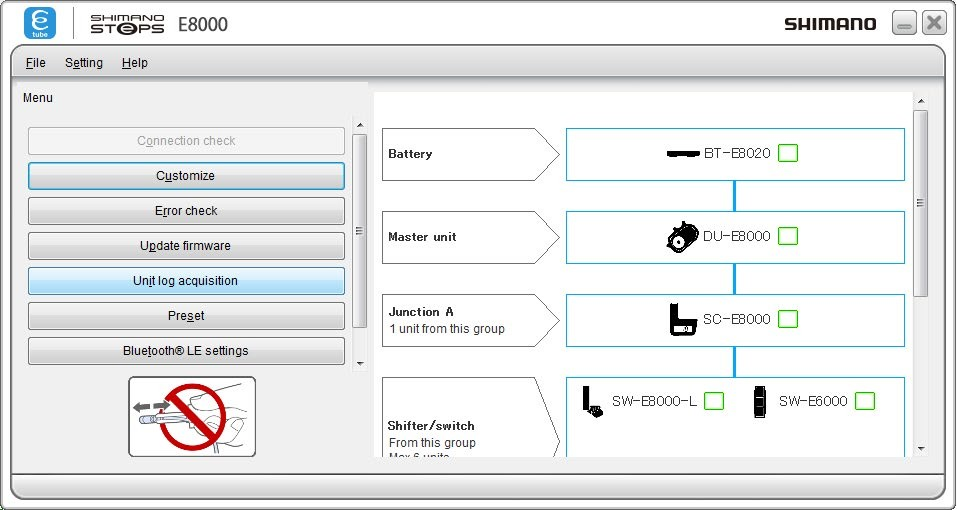 e tube SHIMANO STEPS E8000 SHIMANO
File Setting Help
Menu
Connection check
Customize
Error check
Update firmware
Unit log acquisition
Preset
Bluetooth® LE settings
Battery
BT-E8020
Master unit
DU-E8000
Junction A
1 unit from this group
SC-E8000
Shifter/switch
From this group
Max 6 units
SW-E8000-L SW-E6000